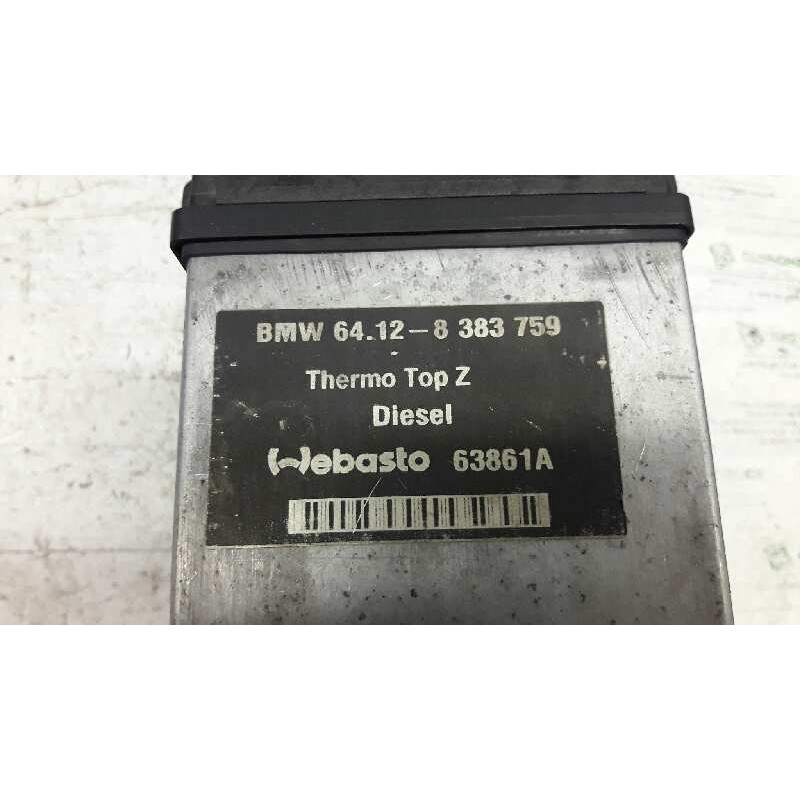 BMW 64.12-8 383 759
Thermo Top Z
Diesel
Webasto 63861A